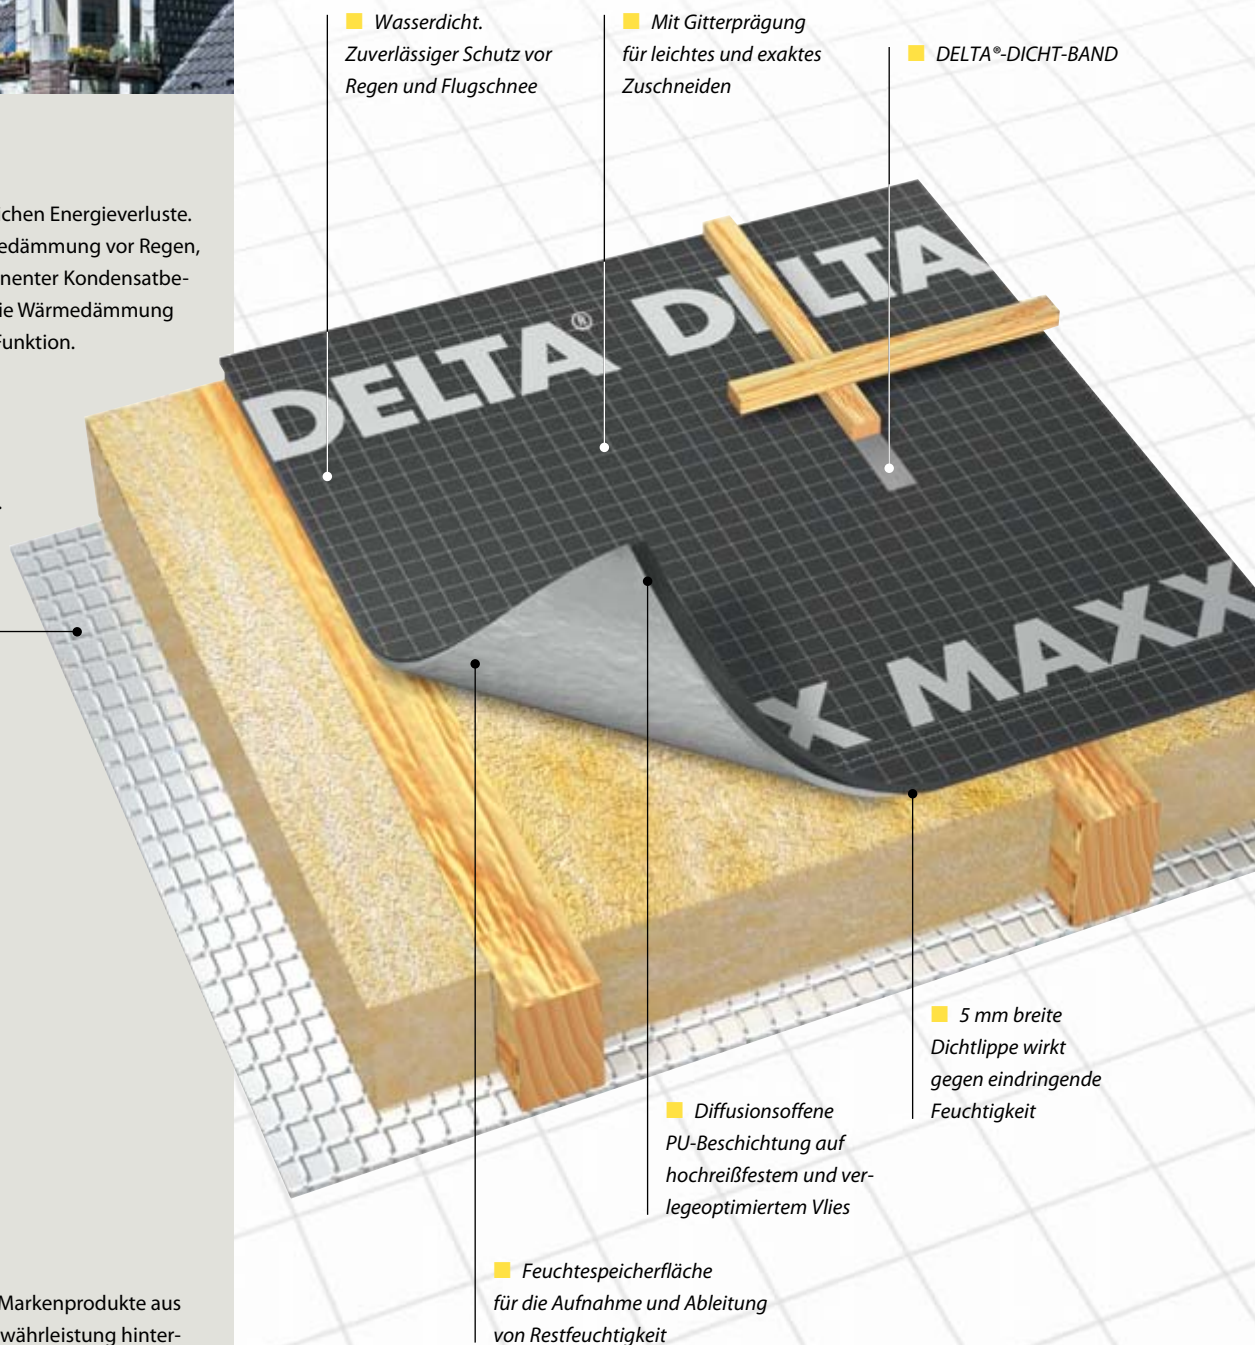 Wasserdicht.
Zuverlässiger Schutz vor
Regen und Flugschnee
Mit Gitterprägung
für leichtes und exaktes
Zuschneiden
DELTA®-DICHT-BAND
ichen Energieverluste.
edämmung vor Regen,
nenter Kondensatbe-
ie Wärmedämmung
Funktion.
.
DELTA® DELTA
X MAXX
5 mm breite
Dichtlippe wirkt
gegen eindringende
Feuchtigkeit
Diffusionsoffene
PU-Beschichtung auf
hochreißfestem und ver-
legeoptimiertem Vlies
Feuchtespeicherfläche
für die Aufnahme und Ableitung
von Restfeuchtigkeit
Markenprodukte aus
währleistung hinter-